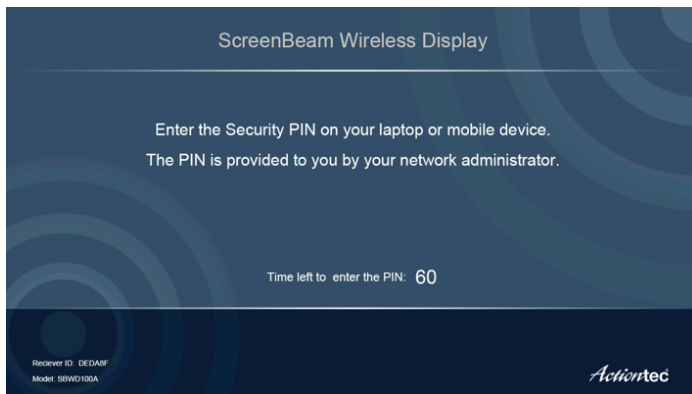 ScreenBeam Wireless Display
Enter the Security PIN on your laptop or mobile device.
The PIN is provided to you by your network administrator.
Time left to enter the PIN: 60
Reciever ID: DEDA8F
Model: SBWD100A
Actiontec